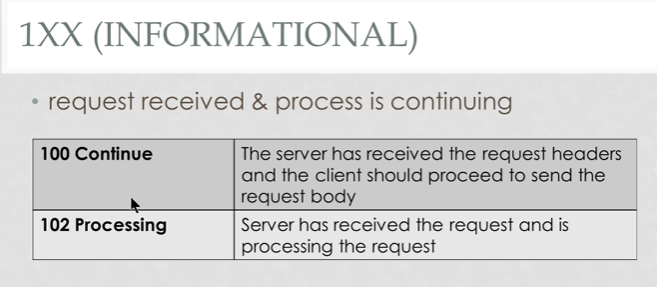 1XX (INFORMATIONAL)
• request received & process is continuing
100 Continue
The server has received the request headers
and the client should proceed to send the
request body
102 Processing
Server has received the request and is
processing the request